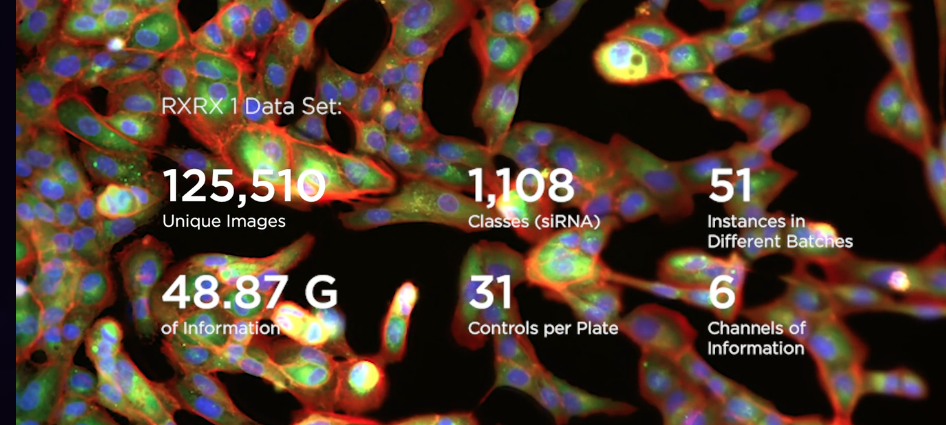 RXRX 1 Data Set:
125,510
Unique Images
1,108
Classes (siRNA)
51
Instances in
Different Batches
48.87 G
of Information
31
Controls per Plate
6
Channels of
Information